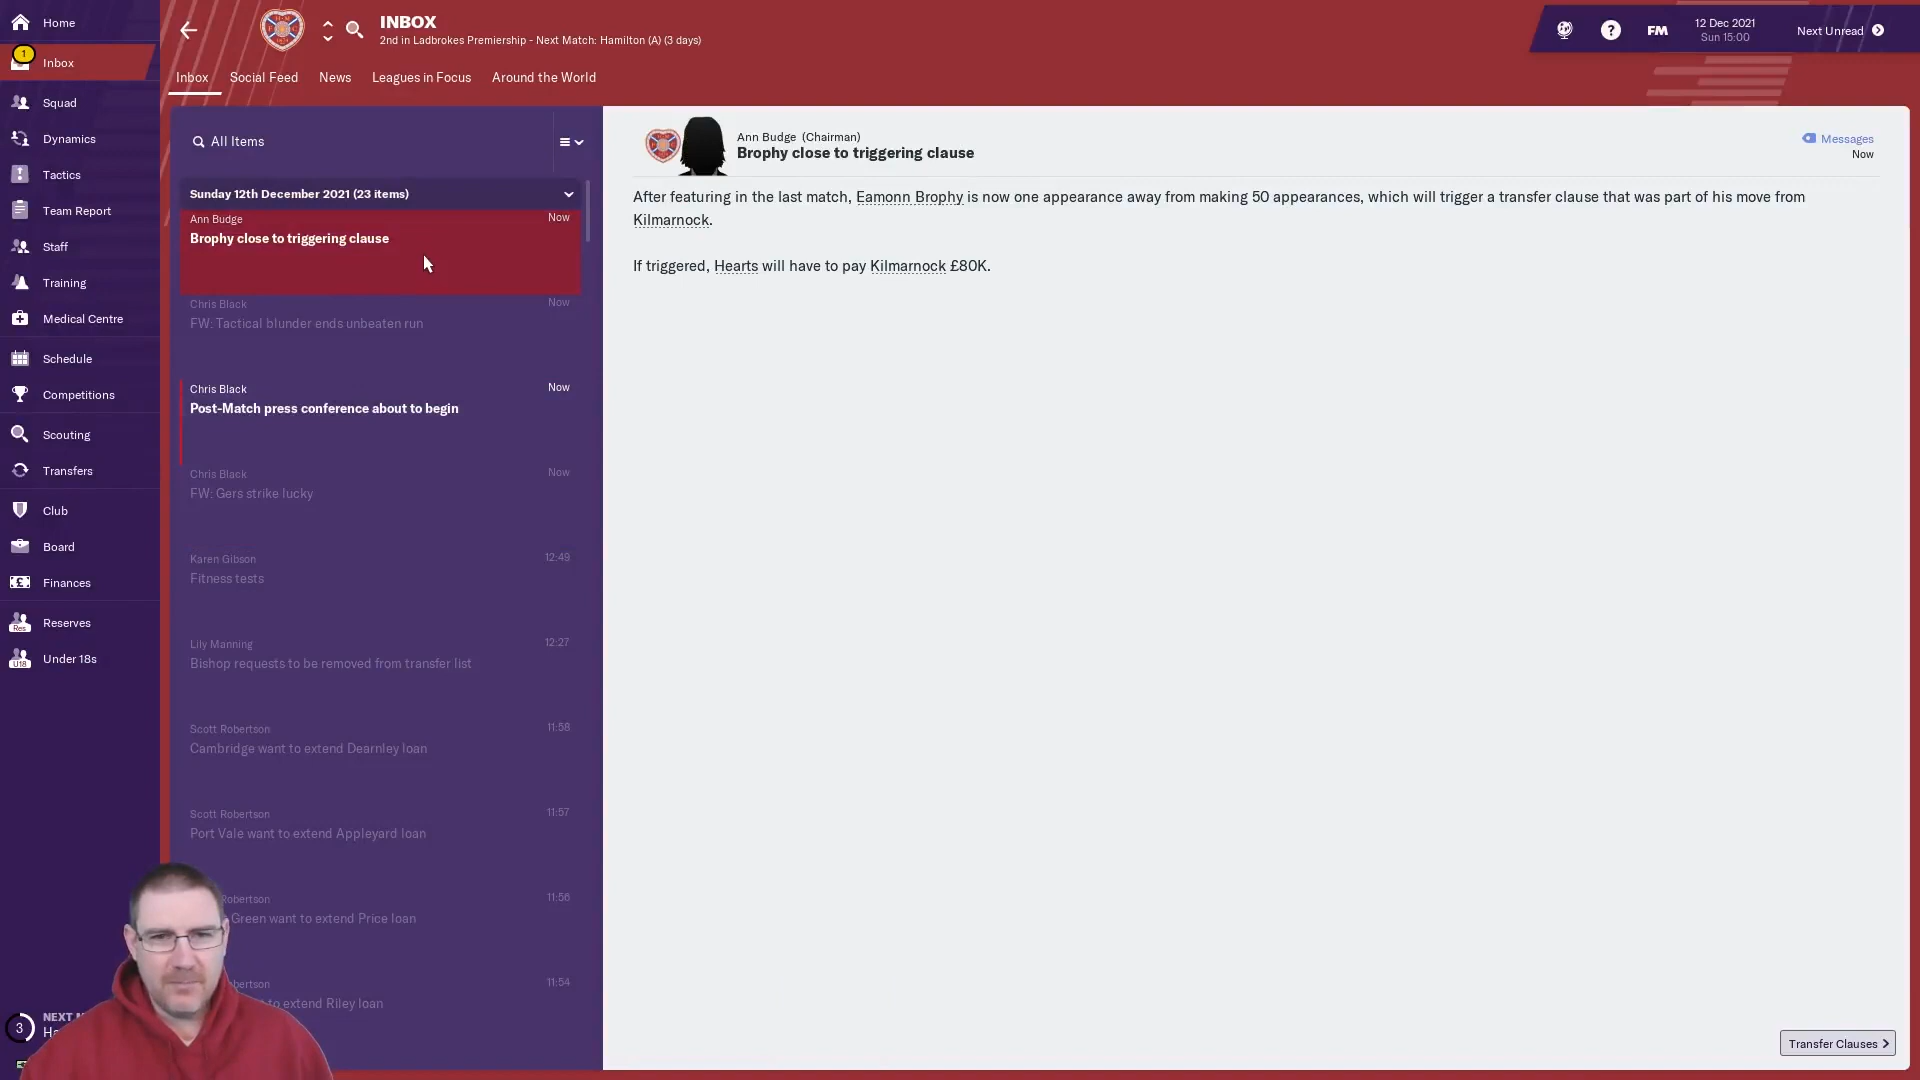 Home
1
Inbox
Squad
Dynamics
Tactics
Team Report
Staff
Training
Medical Centre
Schedule
Competitions
Scouting
Transfers
Club
Board
Finances
Res
Reserves
U18
Under 18s
3
INBOX
2nd in Ladbrokes Premiership - Next Match: Hamilton (A) (3 days)
?
FM
12 Dec 2021
Sun 15:00
Next Unread
Inbox
Social Feed
News
Leagues in Focus
Around the World
All Items
Sunday 12th December 2021 (23 items)
Ann Budge
Now
Brophy close to triggering clause
Chris Black
Now
FW: Tactical blunder ends unbeaten run
Chris Black
Now
Post-Match press conference about to begin
Chris Black
Now
FW: Gers strike lucky
Karen Gibson
12:49
Fitness tests
Lily Manning
12:27
Bishop requests to be removed from transfer list
Scott Robertson
11:58
Cambridge want to extend Dearnley loan
Scott Robertson
11:57
Port Vale want to extend Appleyard loan
Robertson
11:56
Green want to extend Price loan
11:54
to extend Riley loan
Ann Budge (Chairman)
Brophy close to triggering clause
Messages
Now
After featuring in the last match, Eamonn Brophy is now one appearance away from making 50 appearances, which will trigger a transfer clause that was part of his move from
Kilmarnock.
If triggered, Hearts will have to pay Kilmarnock £80K.
Transfer Clauses